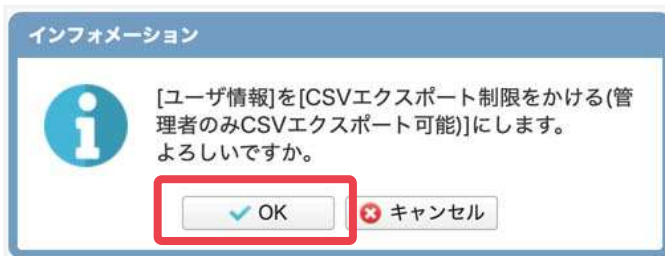 インフォメーション
[ユーザ情報]を[CSVエクスポート制限をかける(管
理者のみCSVエクスポート可能)]にします。
よろしいですか。
OK キャンセル